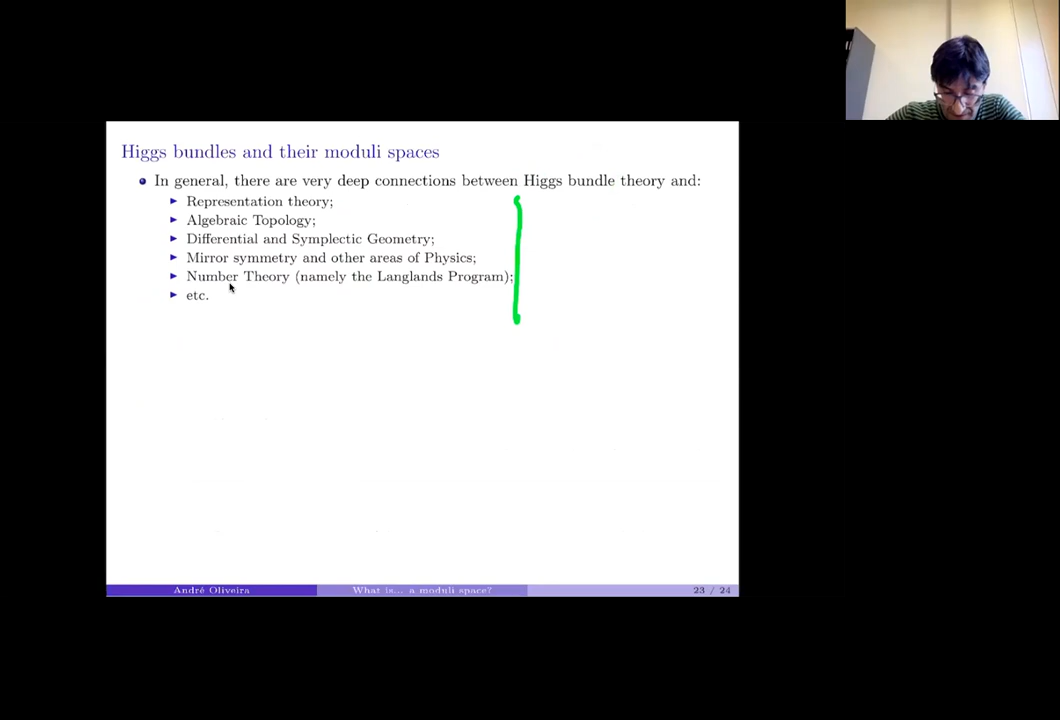 Higgs bundles and their moduli spaces
In general, there are very deep connections between Higgs bundle theory and:
Representation theory;
Algebraic Topology;
Differential and Symplectic Geometry;
Mirror symmetry and other areas of Physics;
Number Theory (namely the Langlands Program);
etc.
André Oliveira What is... a moduli space? 23 / 24